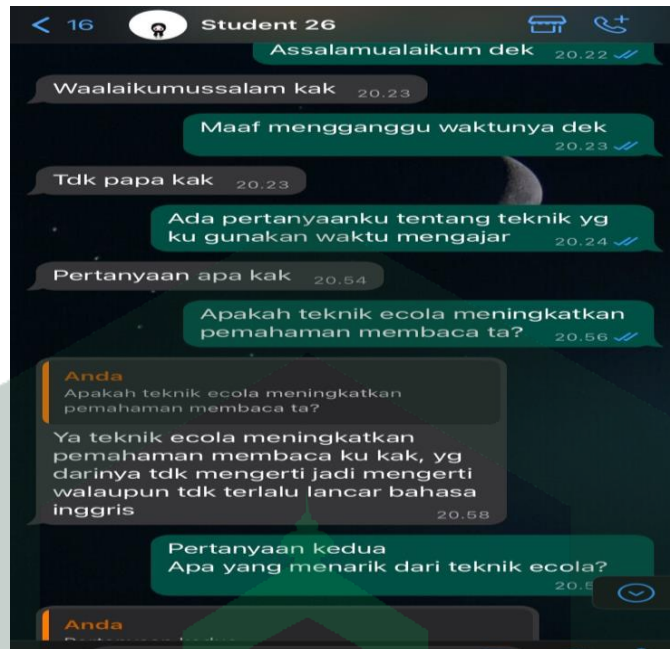 16 Student 26
Assalamualaikum dek 20.22
Waalaikumussalam kak 20.23
Maaf mengganggu waktunya dek
20.23
Tdk papa kak 20.23
Ada pertanyaanku tentang teknik yg
ku gunakan waktu mengajar 20.24
Pertanyaan apa kak 20.54
Apakah teknik ecola meningkatkan
pemahaman membaca ta? 20.56
Anda
Apakah teknik ecola meningkatkan
pemahaman membaca ta?
Ya teknik ecola meningkatkan
pemahaman membaca ku kak, yg
darinya tdk mengerti jadi mengerti
walaupun tdk terlalu lancar bahasa
inggris 20.58
Pertanyaan kedua
Apa yang menarik dari teknik ecola?
Anda